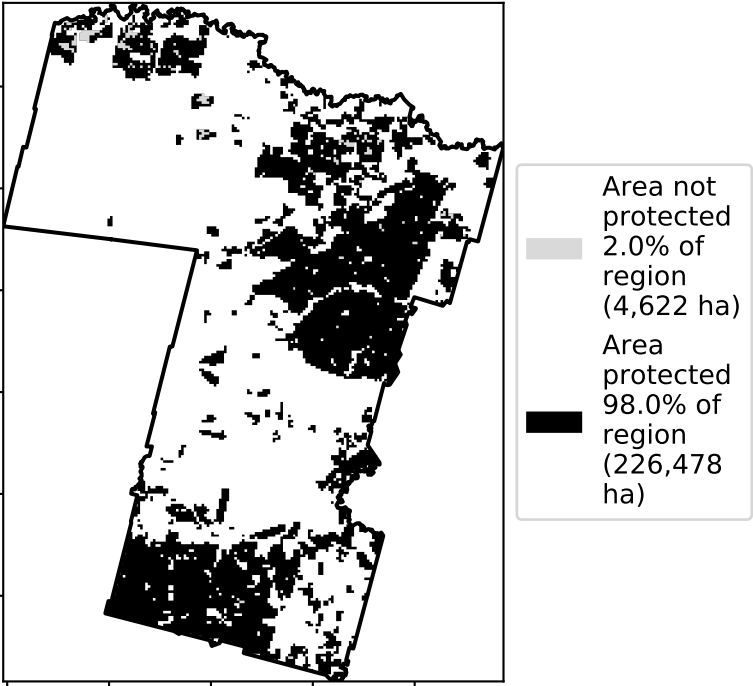 Area not
protected
2.0% of
region
(4,622 ha)
Area
protected
98.0% of
region
(226,478
ha)